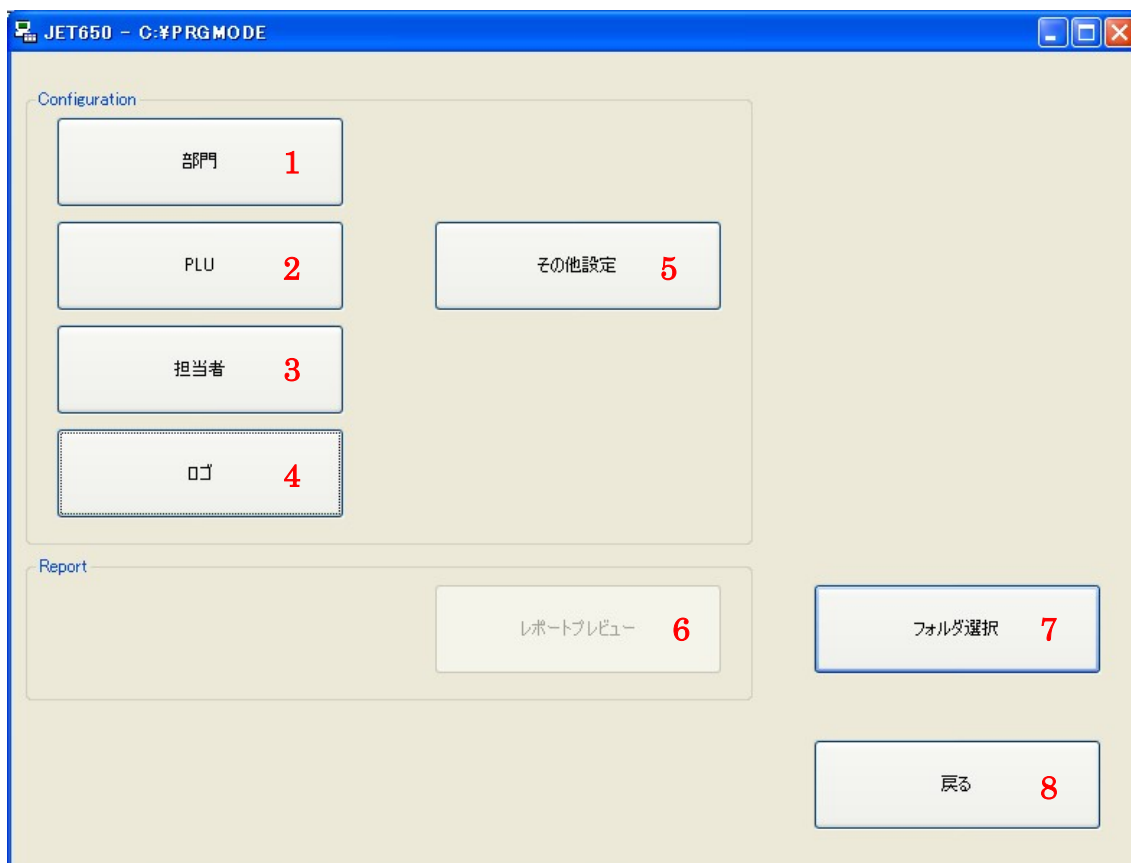 JET650 - C:¥PRGMODE
Configuration
部門 1
PLU 2
その他設定 5
担当者 3
ロゴ 4
Report
レポートプレビュー 6
フォルダ選択 7
戻る 8